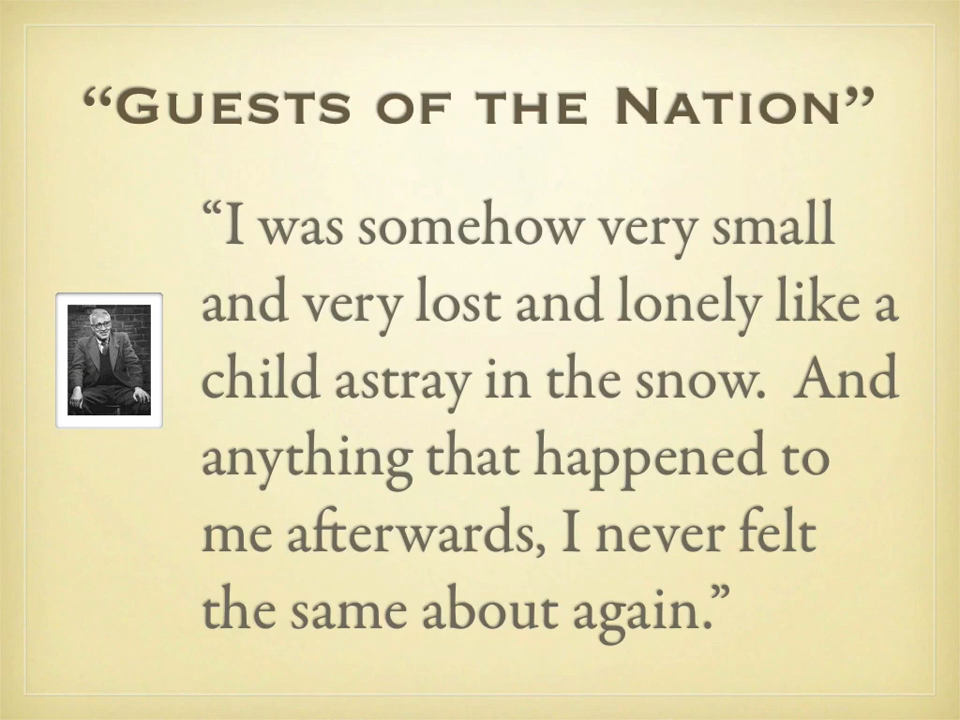 “Guests of the Nation”
“I was somehow very small
and very lost and lonely like a
child astray in the snow.  And
anything that happened to
me afterwards, I never felt
the same about again.”